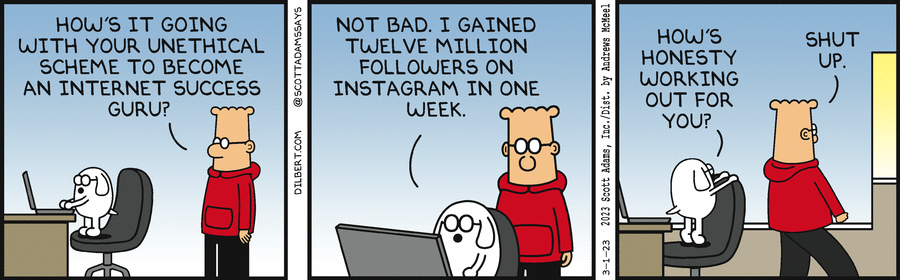 HOW'S IT GOING
WITH YOUR UNETHICAL
SCHEME TO BECOME
AN INTERNET SUCCESS
GURU?
DILBERT.COM @SCOTTADAMSSAYS
NOT BAD. I GAINED
TWELVE MILLION
FOLLOWERS ON
INSTAGRAM IN ONE
WEEK.
3-1-23 2023 Scott Adams, Inc./Dist. by Andrews McMeel
HOW'S
HONESTY
WORKING
OUT FOR
YOU?
SHUT
UP.